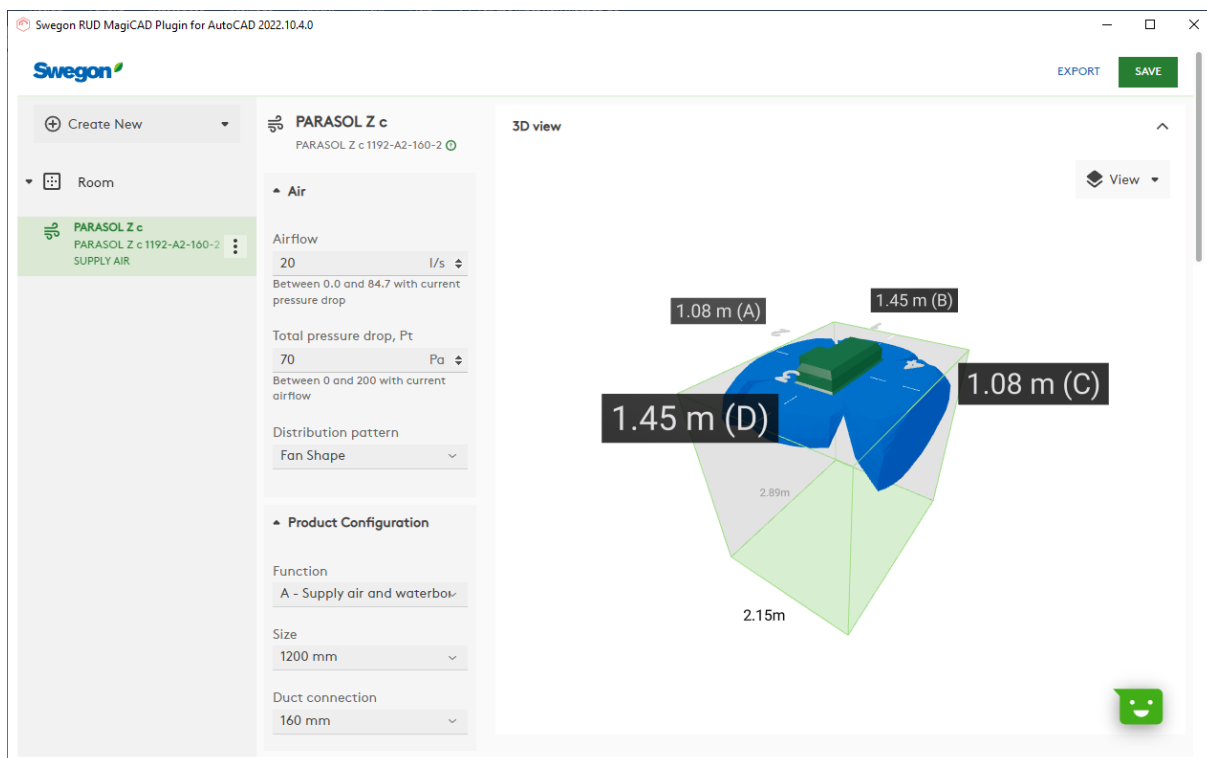 Swegon RUD MagiCAD Plugin for AutoCAD 2022.10.4.0
Swegon
EXPORT
SAVE
Create New
Room
PARASOL Z c
PARASOL Z c 1192-A2-160-2
SUPPLY AIR
PARASOL Z c
PARASOL Z c 1192-A2-160-2
Air
Airflow
20 l/s
Between 0.0 and 84.7 with current
pressure drop
Total pressure drop, Pt
70 Pa
Between 0 and 200 with current
airflow
Distribution pattern
Fan Shape
Product Configuration
Function
A - Supply air and waterbo
Size
1200 mm
Duct connection
160 mm
3D view
View
1.08 m (A)
1.45 m (B)
1.08 m (C)
1.45 m (D)
3
4
2.89m
2.15m